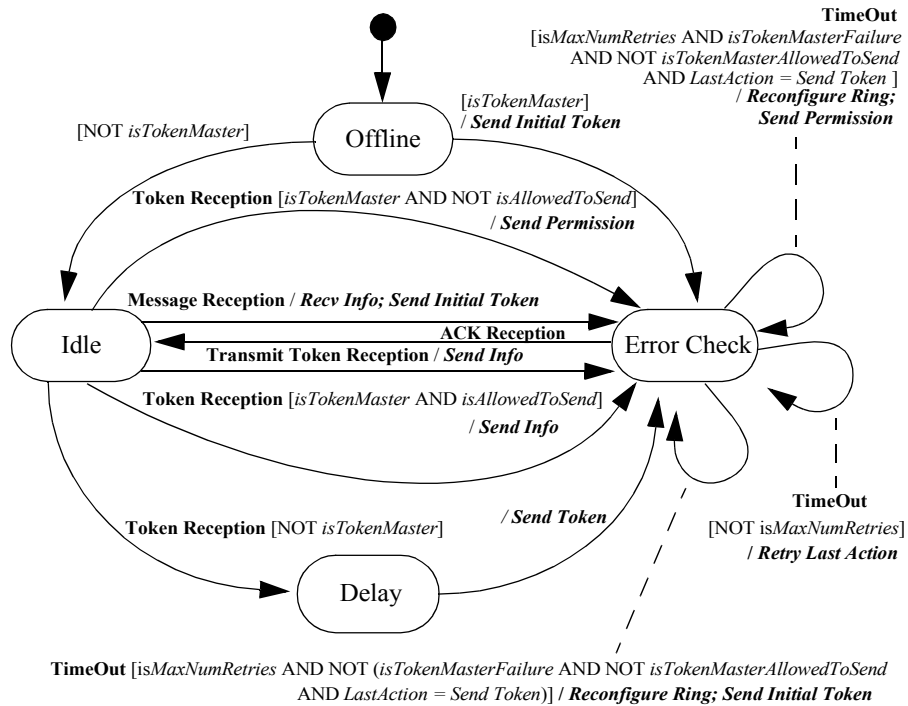 TimeOut
[isMaxNumRetries AND isTokenMasterFailure
AND NOT isTokenMasterAllowedToSend
AND LastAction = Send Token ]
/ Reconfigure Ring;
Send Permission
[isTokenMaster]
/ Send Initial Token
[NOT isTokenMaster]
Offline
Token Reception [isTokenMaster AND NOT isAllowedToSend]
/ Send Permission
Message Reception / Recv Info; Send Initial Token
ACK Reception
Idle
Error Check
Transmit Token Reception / Send Info
Token Reception [isTokenMaster AND isAllowedToSend]
/ Send Info
TimeOut
[NOT isMaxNumRetries]
/ Retry Last Action
/ Send Token
Token Reception [NOT isTokenMaster]
Delay
TimeOut [isMaxNumRetries AND NOT (isTokenMasterFailure AND NOT isTokenMasterAllowedToSend
AND LastAction = Send Token)] / Reconfigure Ring; Send Initial Token